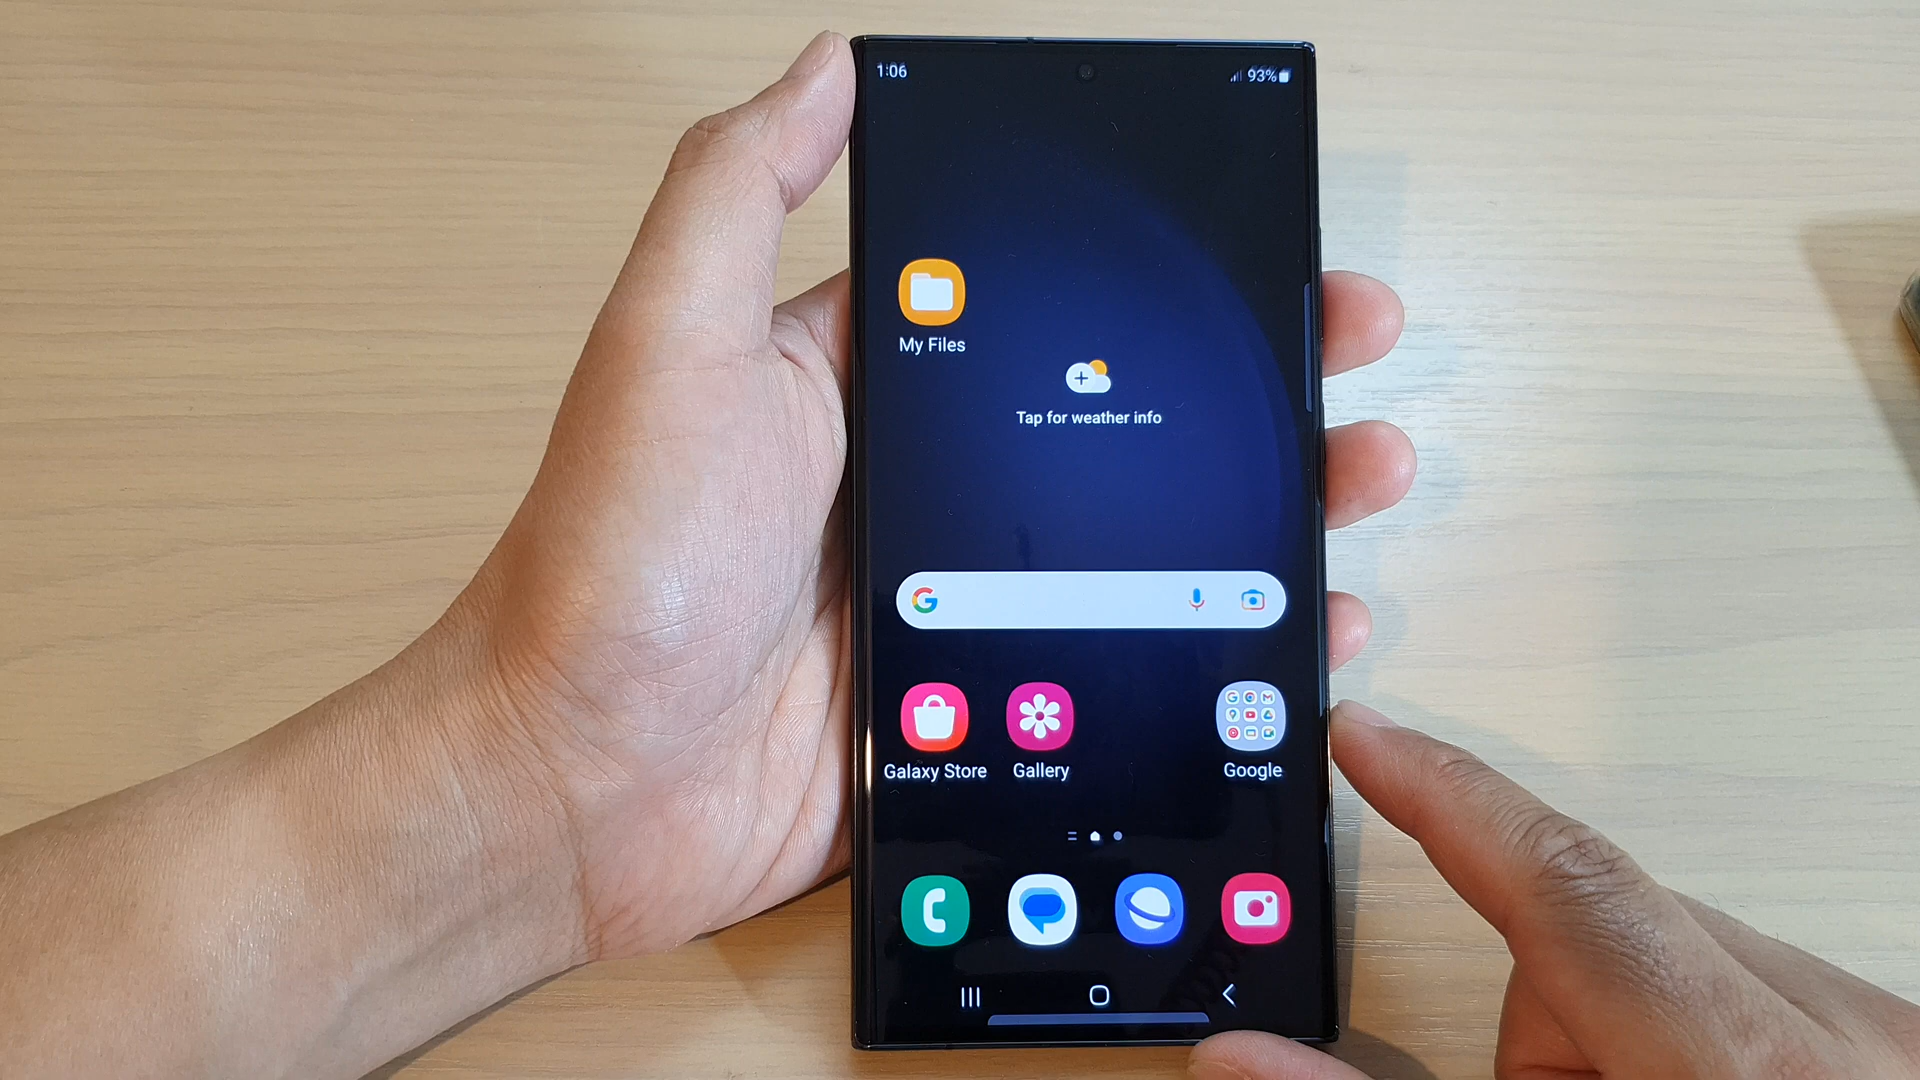 1:06
93%
My Files
Tap for weather info
G
Galaxy Store
Gallery
Google